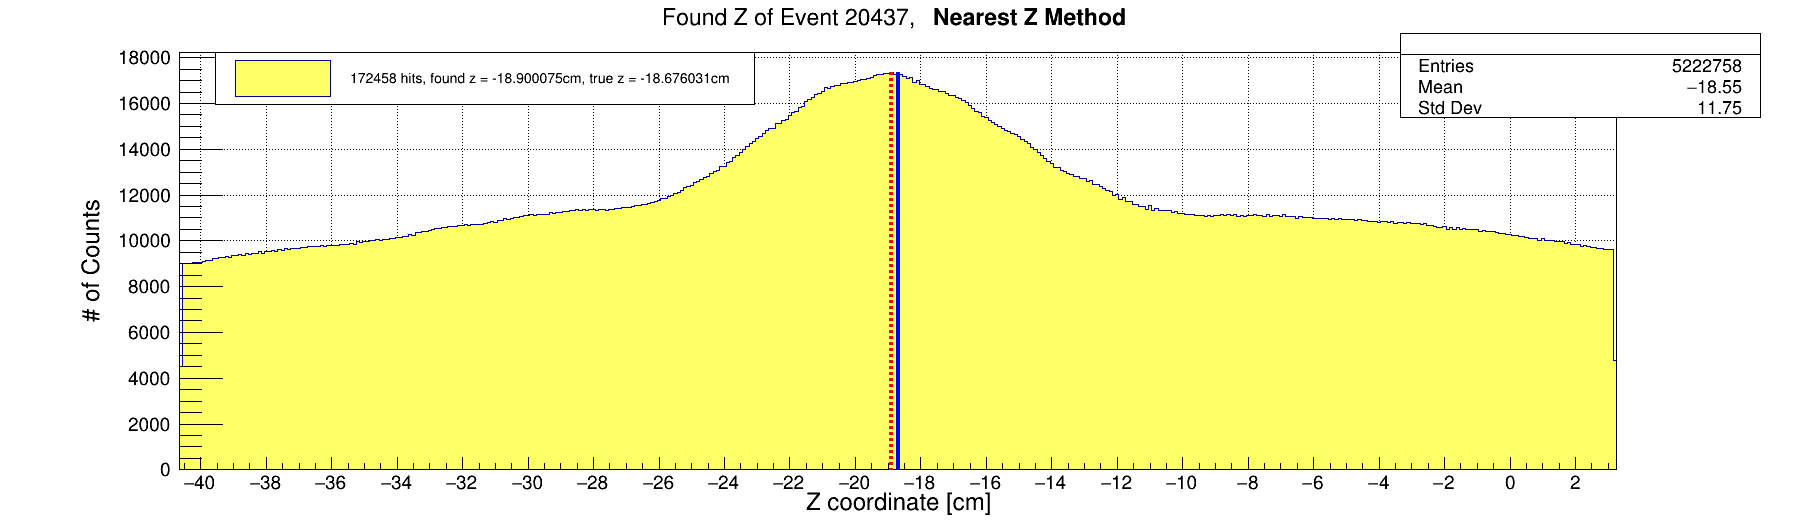 Found Z of Event 20437, Nearest Z Method
172458 hits, found z = -18.900075cm, true z = -18.676031cm
Entries 5222758
Mean −18.55
Std Dev 11.75
# of Counts
18000
16000
14000
12000
10000
8000
6000
4000
2000
0
−40 −38 −36 −34 −32 −30 −28 −26 −24 −22 −20 −18 −16 −14 −12 −10 −8 −6 −4 −2 0 2
Z coordinate [cm]